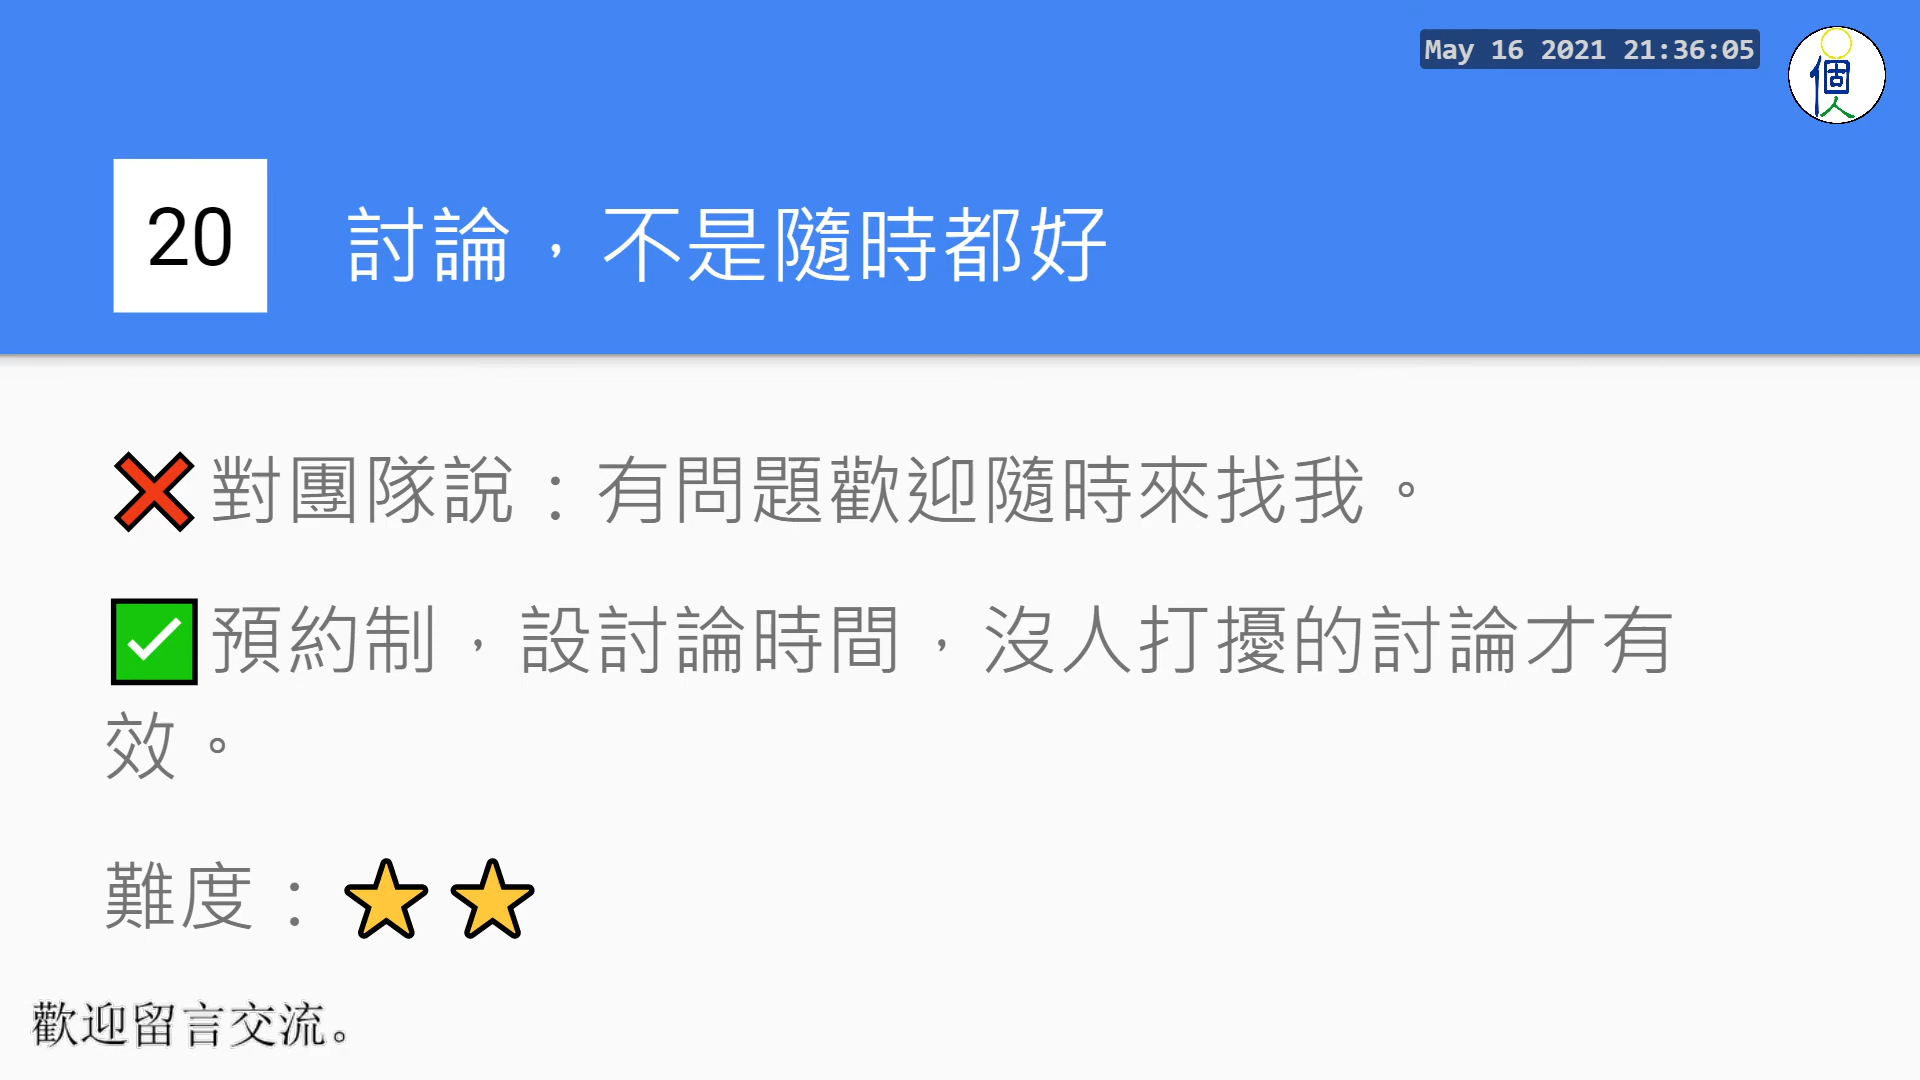 May 16 2021 21:36:05
個人
20
討論，不是隨時都好
❌對團隊說：有問題歡迎隨時來找我。
✅預約制，設討論時間，沒人打擾的討論才有
效。
難度：⭐⭐
歡迎留言交流。